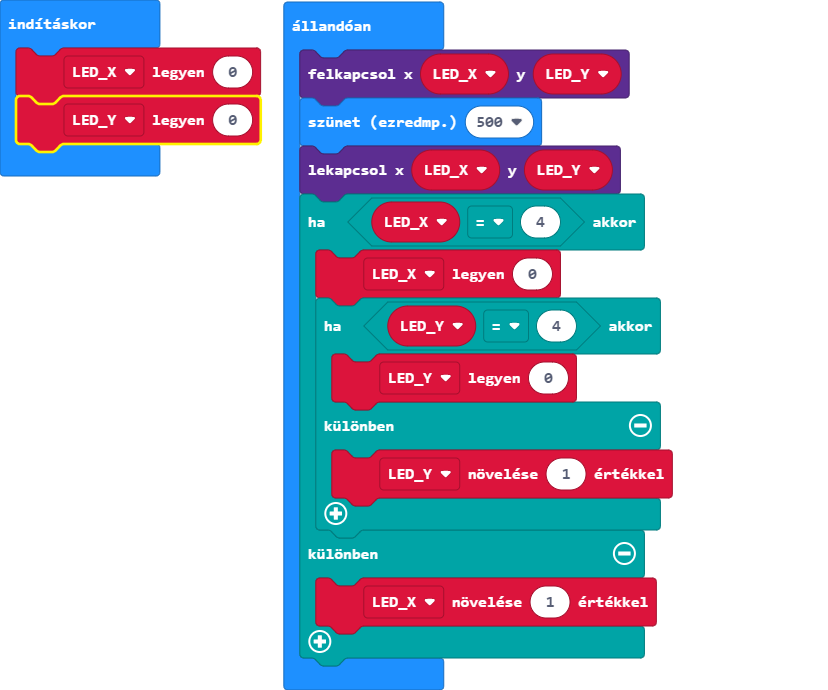 indításkor
LED_X legyen 0
LED_Y legyen 0
állandóan
felkapcsol x LED_X y LED_Y
szünet (ezredmp.) 500
lekapcsol x LED_X y LED_Y
ha LED_X = 4 akkor
LED_X legyen 0
ha LED_Y = 4 akkor
LED_Y legyen 0
különben
LED_Y növelése 1 értékkel
különben
LED_X növelése 1 értékkel